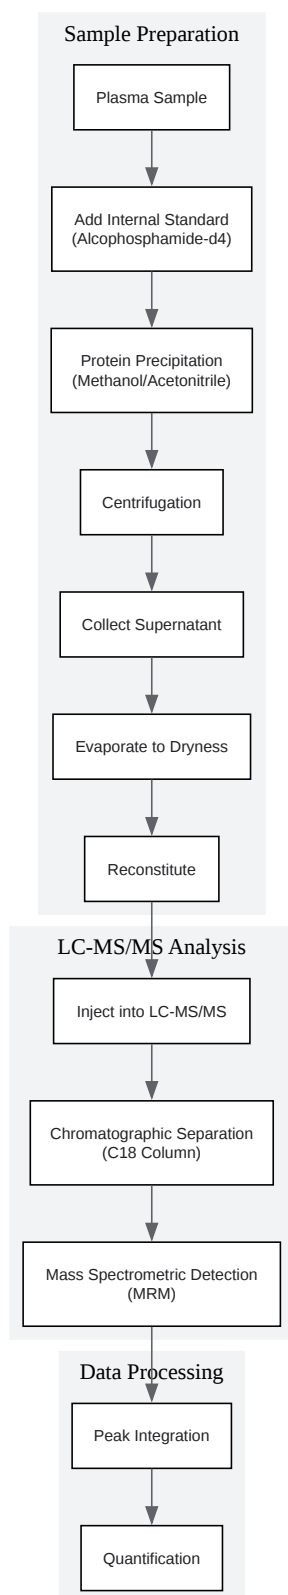 Sample Preparation
Plasma Sample
Add Internal Standard
(Alcophosphamide-d4)
Protein Precipitation
(Methanol/Acetonitrile)
Centrifugation
Collect Supernatant
Evaporate to Dryness
Reconstitute
LC-MS/MS Analysis
Inject into LC-MS/MS
Chromatographic Separation
(C18 Column)
Mass Spectrometric Detection
(MRM)
Data Processing
Peak Integration
Quantification